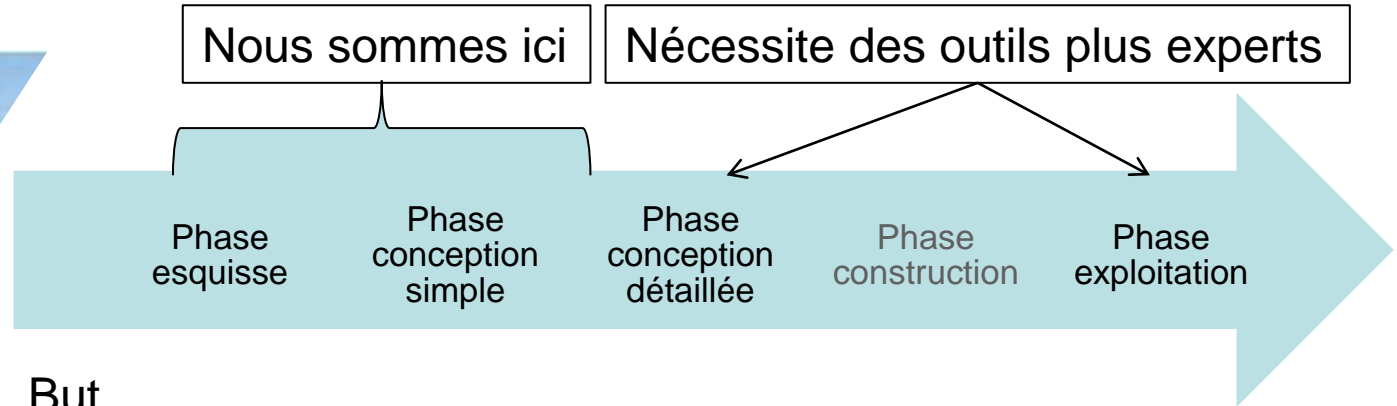 Nous sommes ici
Nécessite des outils plus experts
Phase
esquisse
Phase
conception
simple
Phase
conception
détaillée
Phase
construction
Phase
exploitation
But